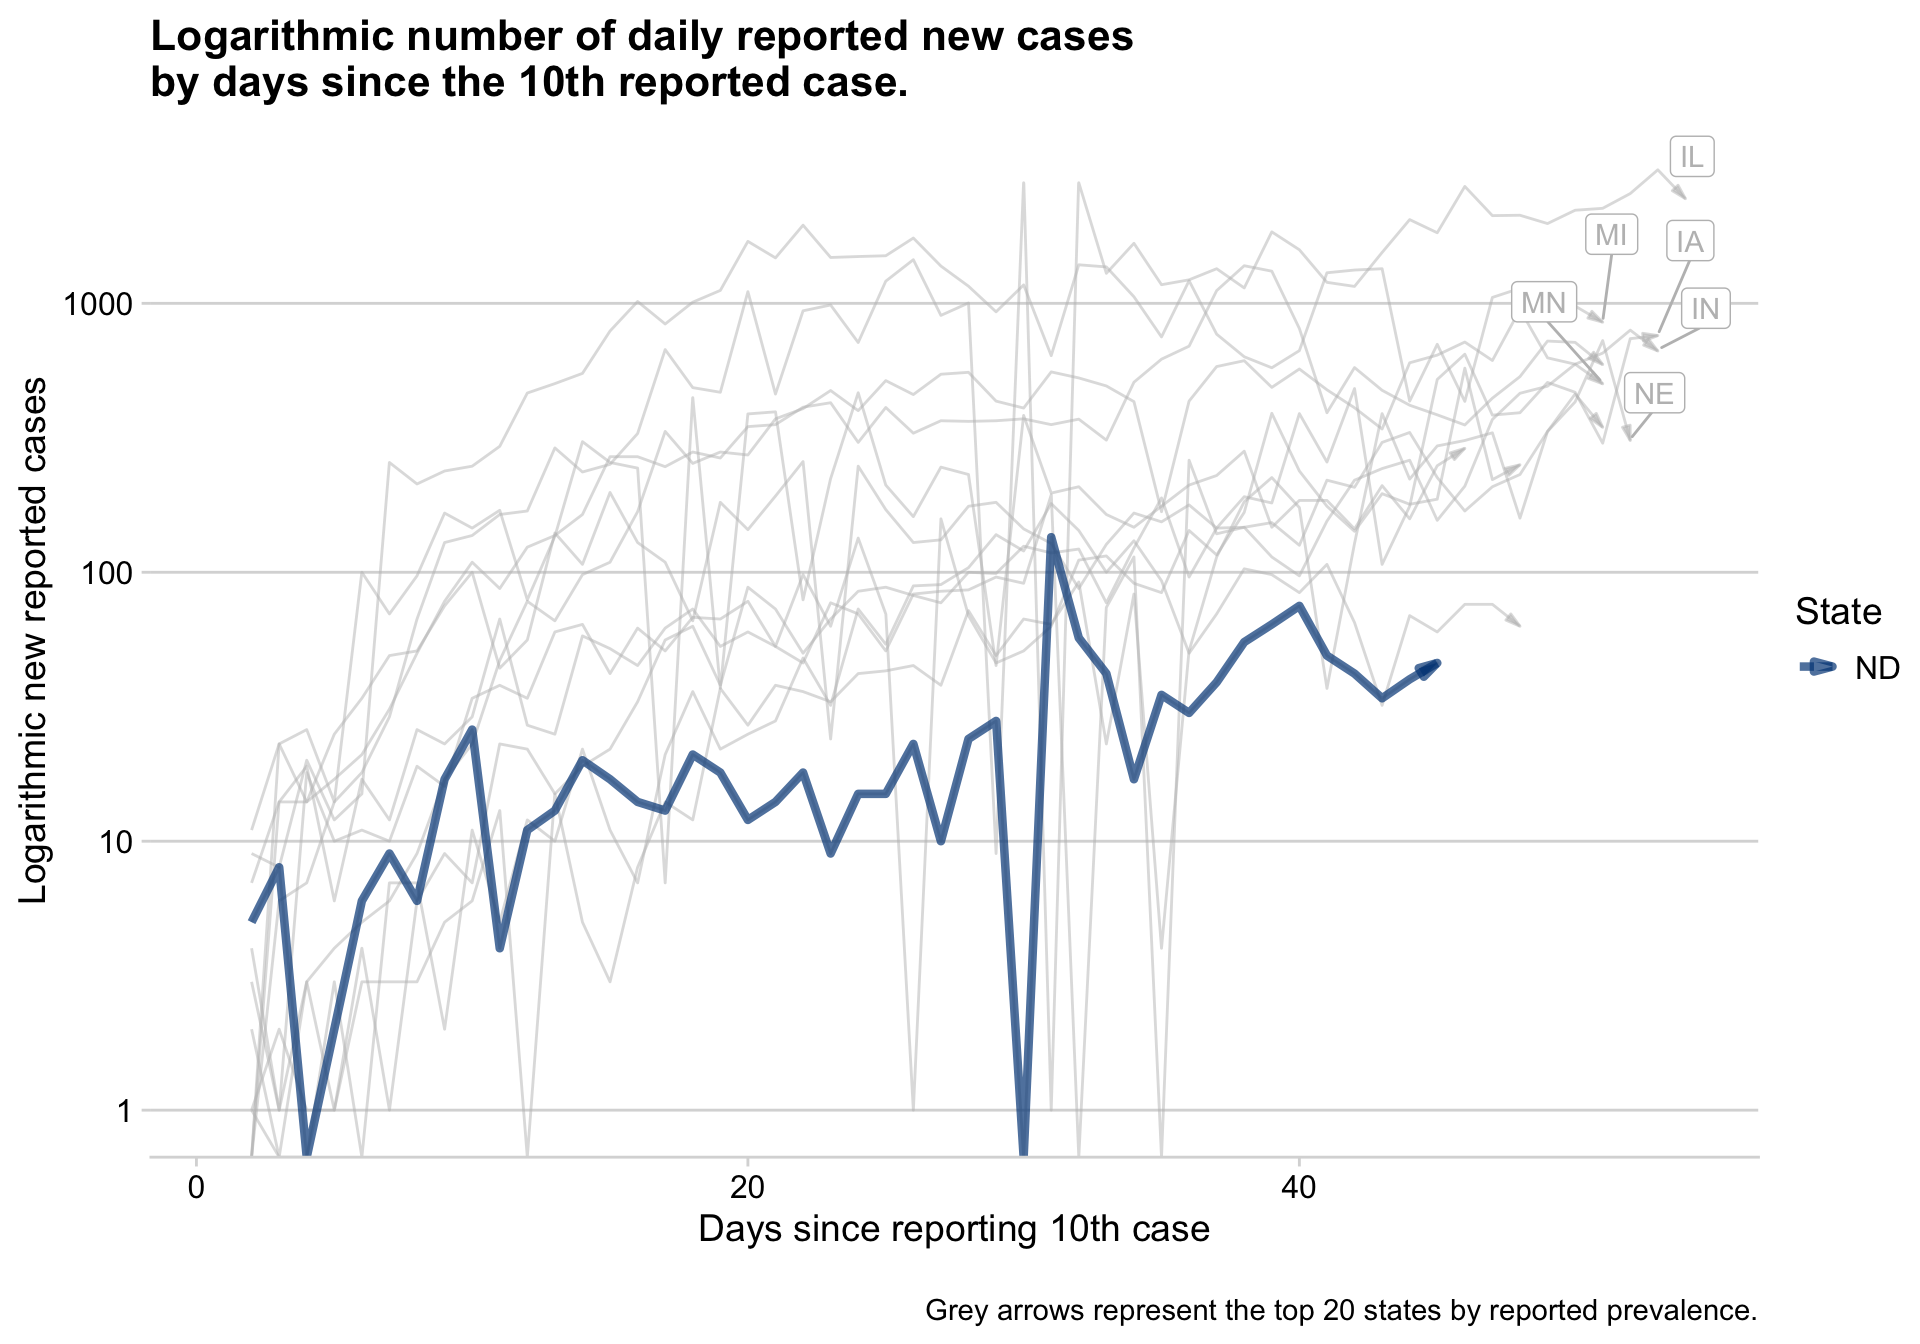 Logarithmic number of daily reported new cases
by days since the 10th reported case.
IL
MI
IA
MN
IN
NE
1000
100
10
1
Logarithmic new reported cases
0
20
40
Days since reporting 10th case
State
ND
Grey arrows represent the top 20 states by reported prevalence.